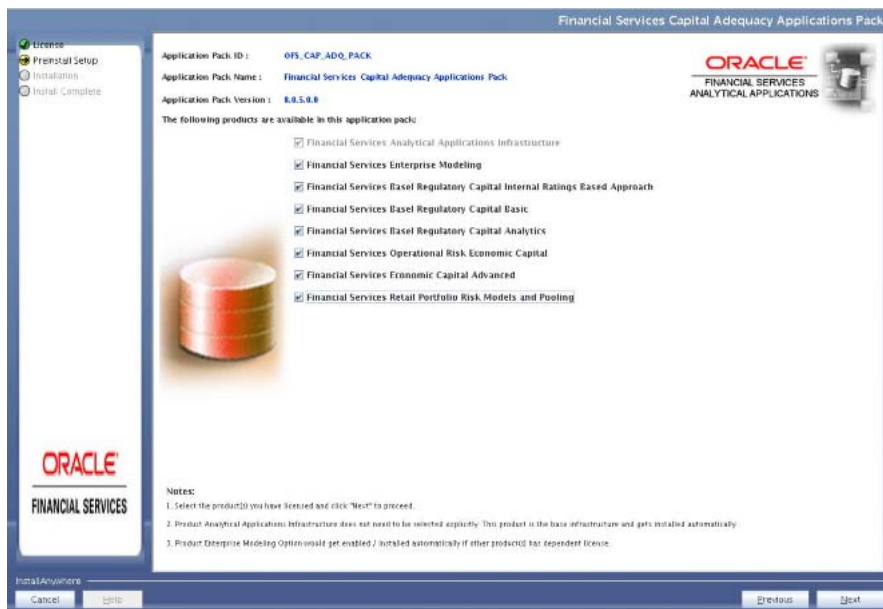 Financial Services Capital Adequacy Applications Pack
License
Preinstall Setup
Installation
Install Complete
Application Pack ID : OFS_CAP_ADQ_PACK
Application Pack Name : Financial Services Capital Adequacy Applications Pack
Application Pack Version : 8.0.5.0.0
ORACLE
FINANCIAL SERVICES
ANALYTICAL APPLICATIONS
The following products are available in this application pack:
Financial Services Analytical Applications Infrastructure
Financial Services Enterprise Modeling
Financial Services Basel Regulatory Capital Internal Ratings Based Approach
Financial Services Basel Regulatory Capital Basic
Financial Services Basel Regulatory Capital Analytics
Financial Services Operational Risk Economic Capital
Financial Services Economic Capital Advanced
Financial Services Retail Portfolio Risk Models and Pooling
ORACLE
FINANCIAL SERVICES
Notes:
1. Select the product(s) you have licensed and click "Next" to proceed.
2. Product Analytical Applications Infrastructure does not need to be selected explicitly. This product is the base infrastructure and gets installed automatically.
3. Product Enterprise Modeling Option would get enabled / installed automatically if other product(s) has dependent license.
InstallAnywhere
Cancel Help Previous Next